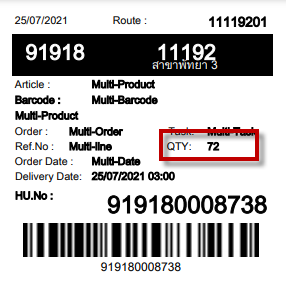 25/07/2021 Route : 11119201
91918 11192
สาขาพัทยา 3
Article : Multi-Product
Barcode : Multi-Barcode
Multi-Product
Order : Multi-Order Task: Multi-Task
Ref.No : Multi-line QTY: 72
Order Date : Multi-Date
Delivery Date: 25/07/2021 03:00
HU.No : 919180008738
919180008738